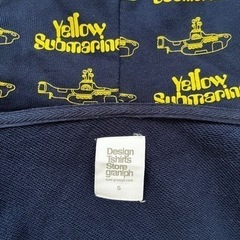 Yellow
Submarine
Yellow
Submarine
Design
Tshirts
Store
graniph
S